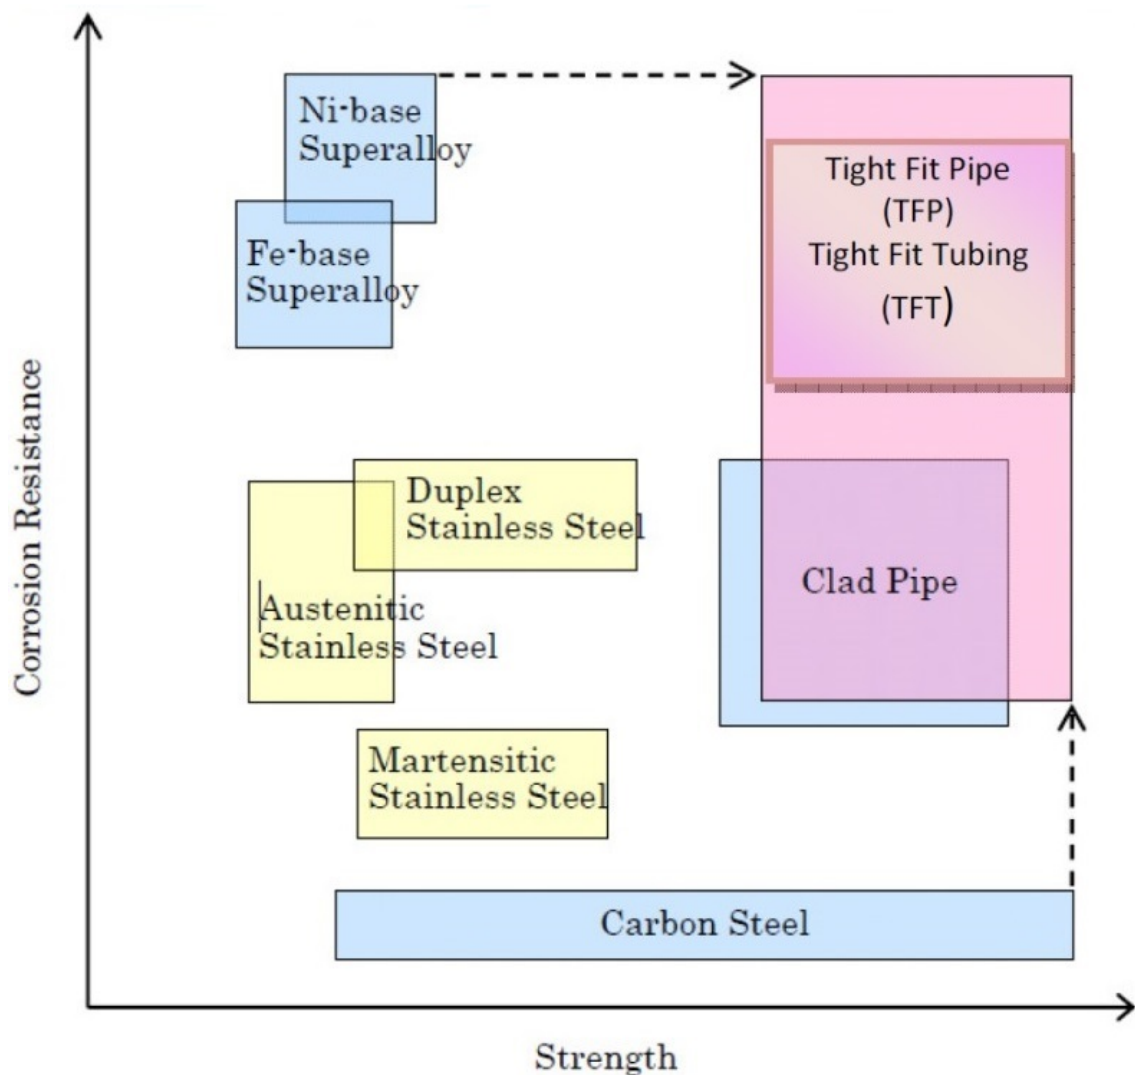 Ni-base
Superalloy
Fe-base
Superalloy
Tight Fit Pipe
(TFP)
Tight Fit Tubing
(TFT)
Duplex
Stainless Steel
Clad Pipe
Austenitic
Stainless Steel
Martensitic
Stainless Steel
Carbon Steel
Corrosion Resistance
Strength